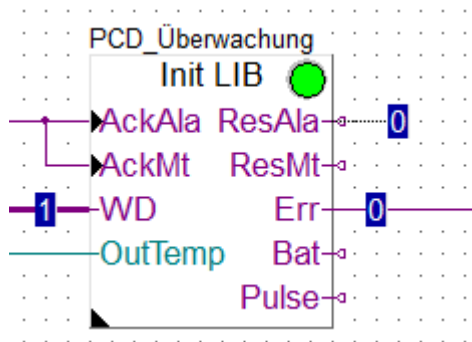 PCD_Überwachung
Init LIB
AckAla ResAla 0
AckMt ResMt
1 WD Err 0
OutTemp Bat
Pulse